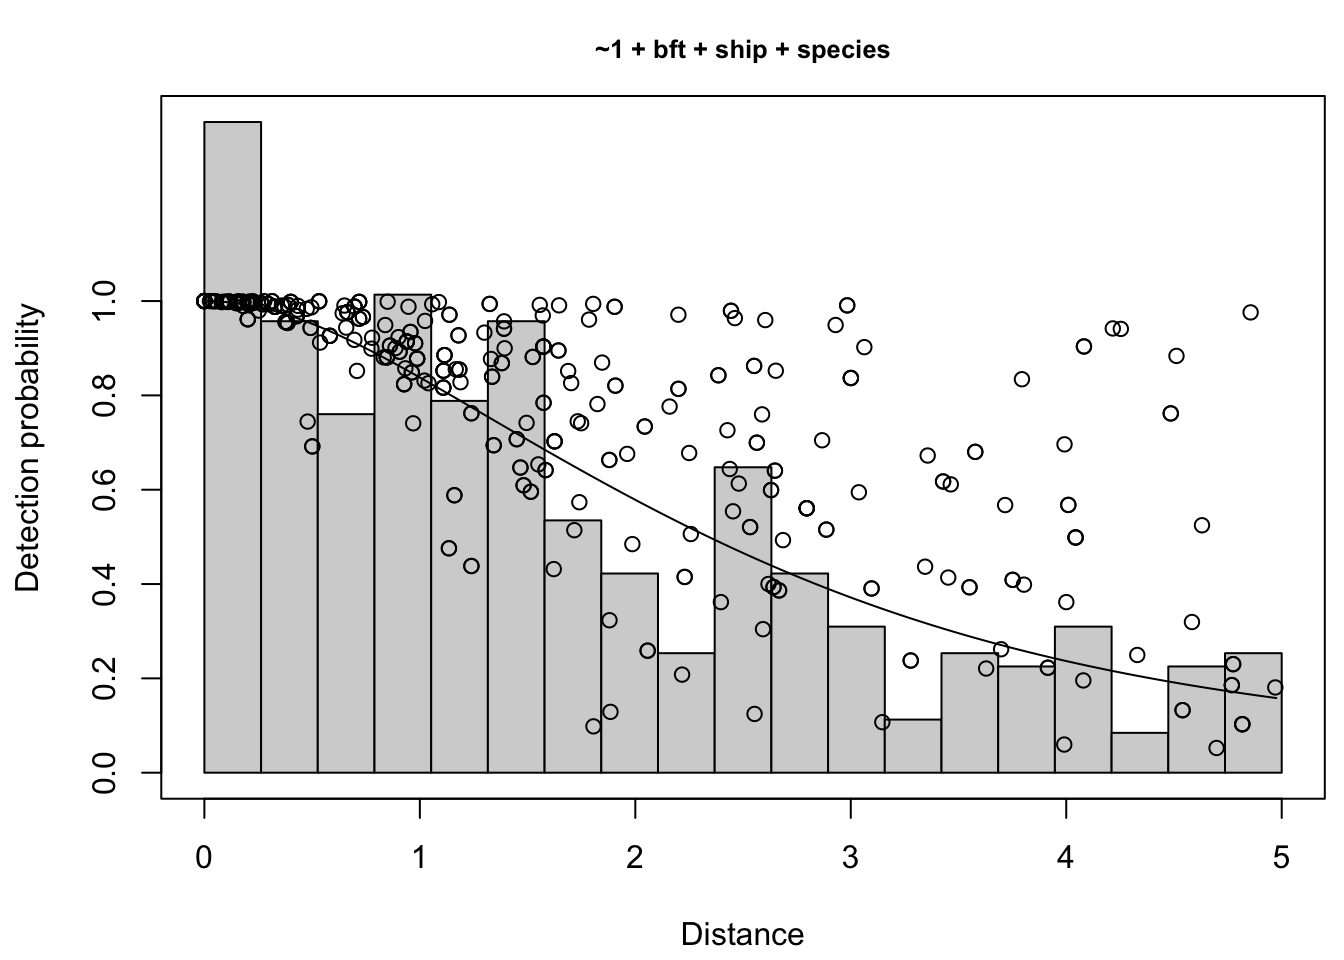 ~1 + bft + ship + species
Detection probability
1.0
0.8
0.6
0.4
0.2
0.0
0 1 2 3 4 5
Distance